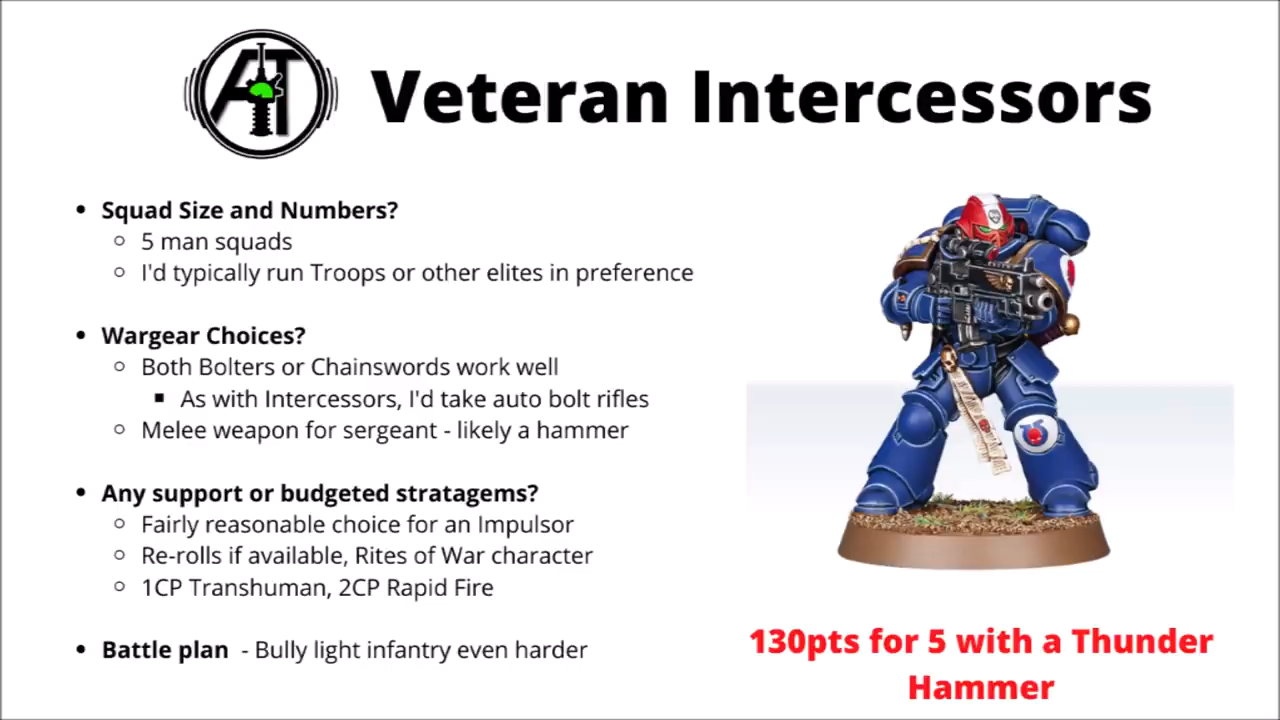 AT
Veteran Intercessors
• Squad Size and Numbers?
○ 5 man squads
○ I'd typically run Troops or other elites in preference
• Wargear Choices?
○ Both Bolters or Chainswords work well
▪ As with Intercessors, I'd take auto bolt rifles
○ Melee weapon for sergeant - likely a hammer
• Any support or budgeted stratagems?
○ Fairly reasonable choice for an Impulsor
○ Re-rolls if available, Rites of War character
○ 1CP Transhuman, 2CP Rapid Fire
• Battle plan - Bully light infantry even harder
130pts for 5 with a Thunder
Hammer